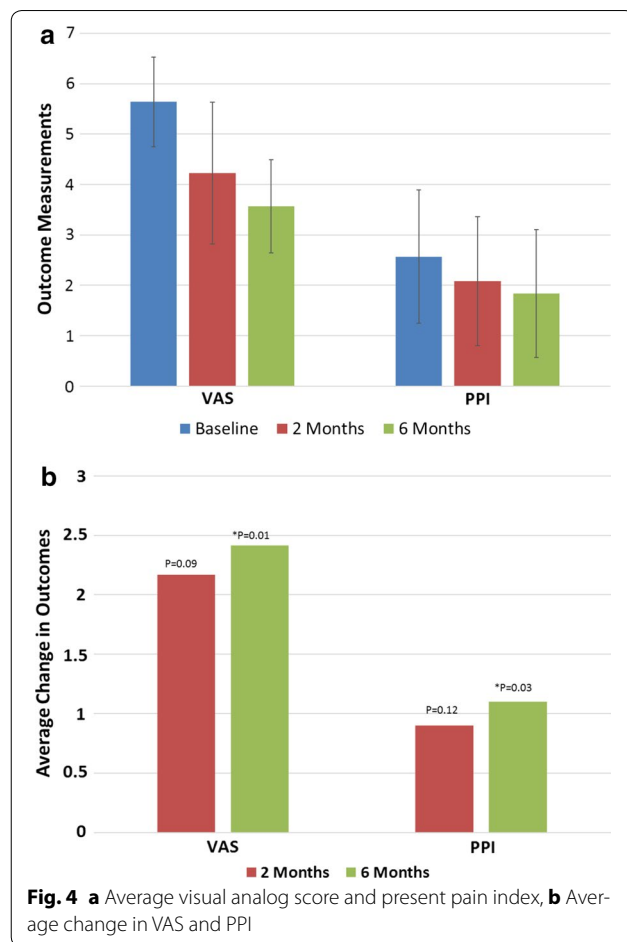 a
7
6
5
4
3
2
1
0
Outcome Measurements
VAS PPI
Baseline 2 Months 6 Months
b
3
2.5
2
1.5
1
0.5
0
Average Change in Outcomes
P=0.09 *P=0.01
P=0.12 *P=0.03
VAS PPI
2 Months 6 Months
Fig. 4 a Average visual analog score and present pain index, b Aver-
age change in VAS and PPI